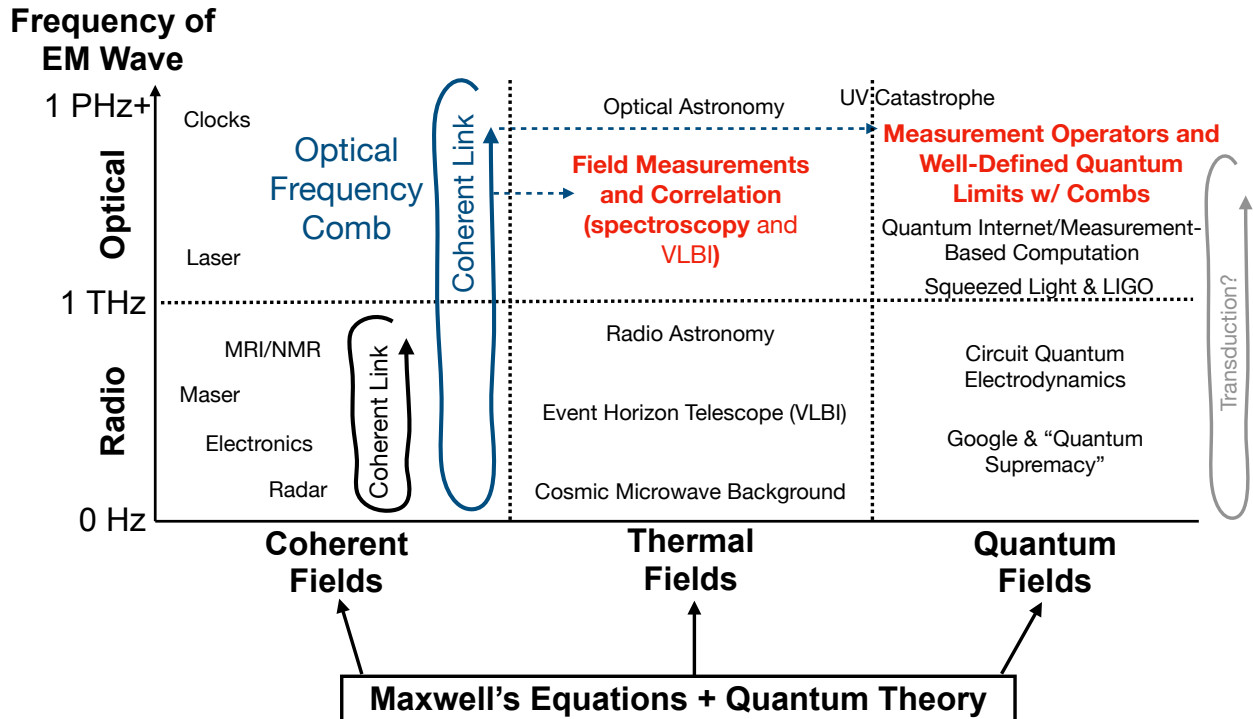 Frequency of
EM Wave
1 PHz+
Optical
1 THz
Radio
0 Hz
Clocks
Optical
Frequency
Comb
Laser
Coherent Link
MRI/NMR
Maser
Electronics
Radar
Coherent Link
Optical Astronomy
Field Measurements
and Correlation
(spectroscopy and
VLBI)
Radio Astronomy
Event Horizon Telescope (VLBI)
Cosmic Microwave Background
UV Catastrophe
Measurement Operators and
Well-Defined Quantum
Limits w/ Combs
Quantum Internet/Measurement-
Based Computation
Squeezed Light & LIGO
Circuit Quantum
Electrodynamics
Google & “Quantum
Supremacy”
Transduction?
Coherent
Fields
Thermal
Fields
Quantum
Fields
Maxwell’s Equations + Quantum Theory